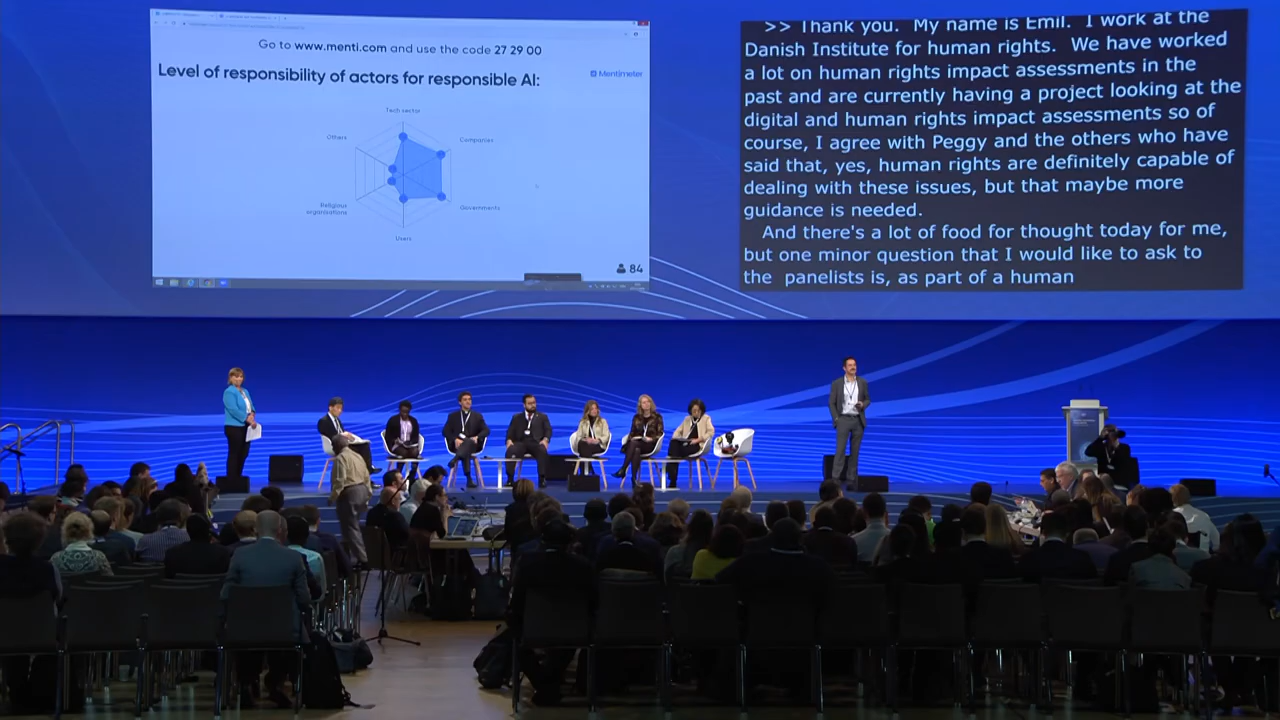 Go to www.menti.com and use the code 27 29 00
Level of responsibility of actors for responsible AI:
Mentimeter
Tech sector
Others
Companies
Religious
organisations
Governments
Users
84
>> Thank you.  My name is Emil.  I work at the
Danish Institute for human rights.  We have worked
a lot on human rights impact assessments in the
past and are currently having a project looking at the
digital and human rights impact assessments so of
course, I agree with Peggy and the others who have
said that, yes, human rights are definitely capable of
dealing with these issues, but that maybe more
guidance is needed.
And there's a lot of food for thought today for me,
but one minor question that I would like to ask to
the  panelists is, as part of a human